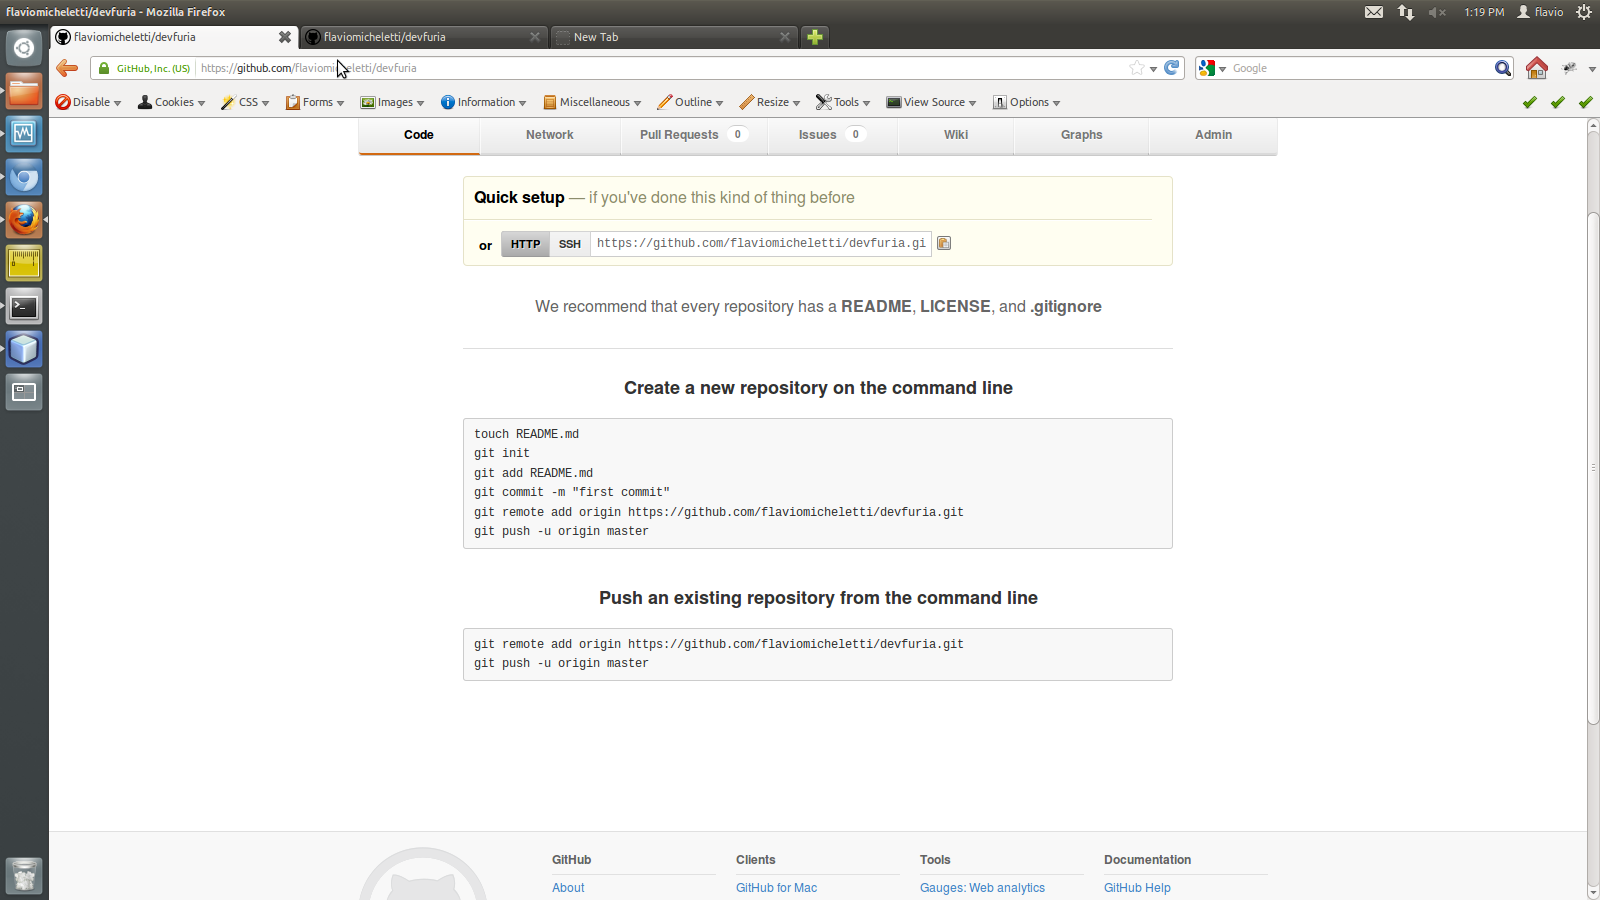 flaviomicheletti/devfuria - Mozilla Firefox
1:19 PM flavio
flaviomicheletti/devfuria
flaviomicheletti/devfuria
New Tab
GitHub, Inc. (US) https://github.com/flaviomicheletti/devfuria
Google
Disable Cookies CSS Forms Images Information Miscellaneous Outline Resize Tools View Source Options
Code Network Pull Requests 0 Issues 0 Wiki Graphs Admin
Quick setup — if you've done this kind of thing before
or HTTP SSH https://github.com/flaviomicheletti/devfuria.gi
We recommend that every repository has a README, LICENSE, and .gitignore
Create a new repository on the command line
touch README.md
git init
git add README.md
git commit -m "first commit"
git remote add origin https://github.com/flaviomicheletti/devfuria.git
git push -u origin master
Push an existing repository from the command line
git remote add origin https://github.com/flaviomicheletti/devfuria.git
git push -u origin master
GitHub Clients Tools Documentation
About GitHub for Mac Gauges: Web analytics GitHub Help